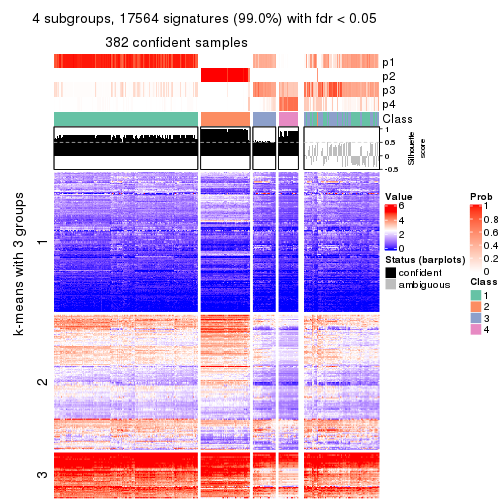 4 subgroups, 17564 signatures (99.0%) with fdr < 0.05
382 confident samples
p1
p2
p3
p4
Class
1
0.5
0
-0.5
Silhouette
score
k-means with 3 groups
1
2
3
Value
6
4
2
0
Status (barplots)
confident
ambiguous
Prob
1
0.8
0.6
0.4
0.2
0
Class
1
2
3
4